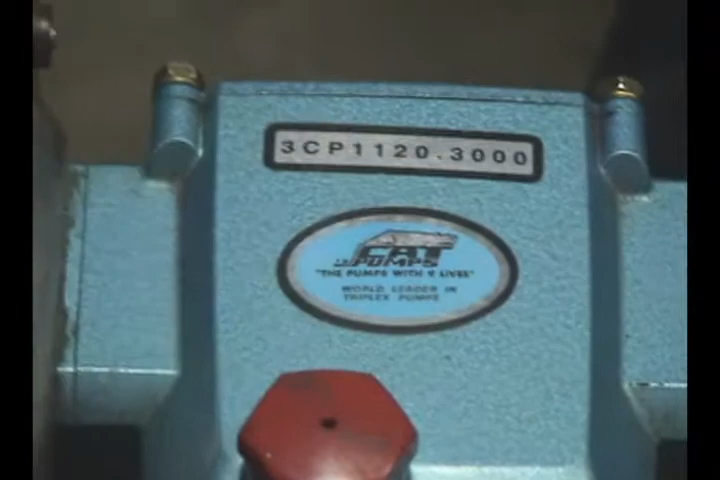 3CP1120.3000
CAT
PUMPS
"THE PUMPS WITH 9 LIVES"
WORLD LEADER IN
TRIPLEX PUMPS